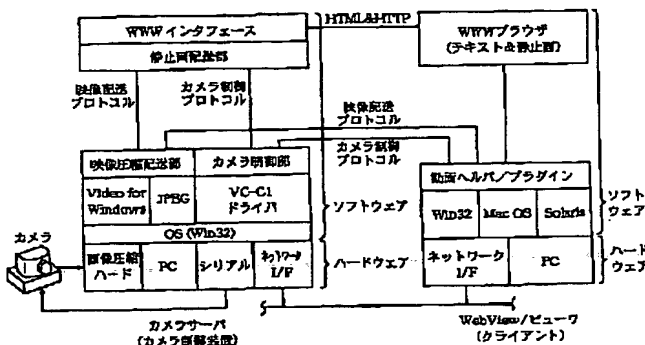 WWWインタフェース
静止画配送部
HTML&HTTP
WWWブラウザ
(テキスト&静止画)
映像配送
プロトコル
カメラ制御
プロトコル
映像配送
プロトコル
カメラ制御
プロトコル
映像圧縮配送部
カメラ制御部
Video for
Windows
JPEG
VC-C1
ドライバ
OS (Win32)
ソフトウェア
動画ヘルパ/プラグイン
Win32
Mac OS
Solaris
ソフト
ウェア
カメラ
画像圧縮
ハード
PC
シリアル
ネットワーク
I/F
ハードウェア
ネットワーク
I/F
PC
ハード
ウェア
カメラサーバ
(カメラ制御装置)
WebView/ビューワ
(クライアント)